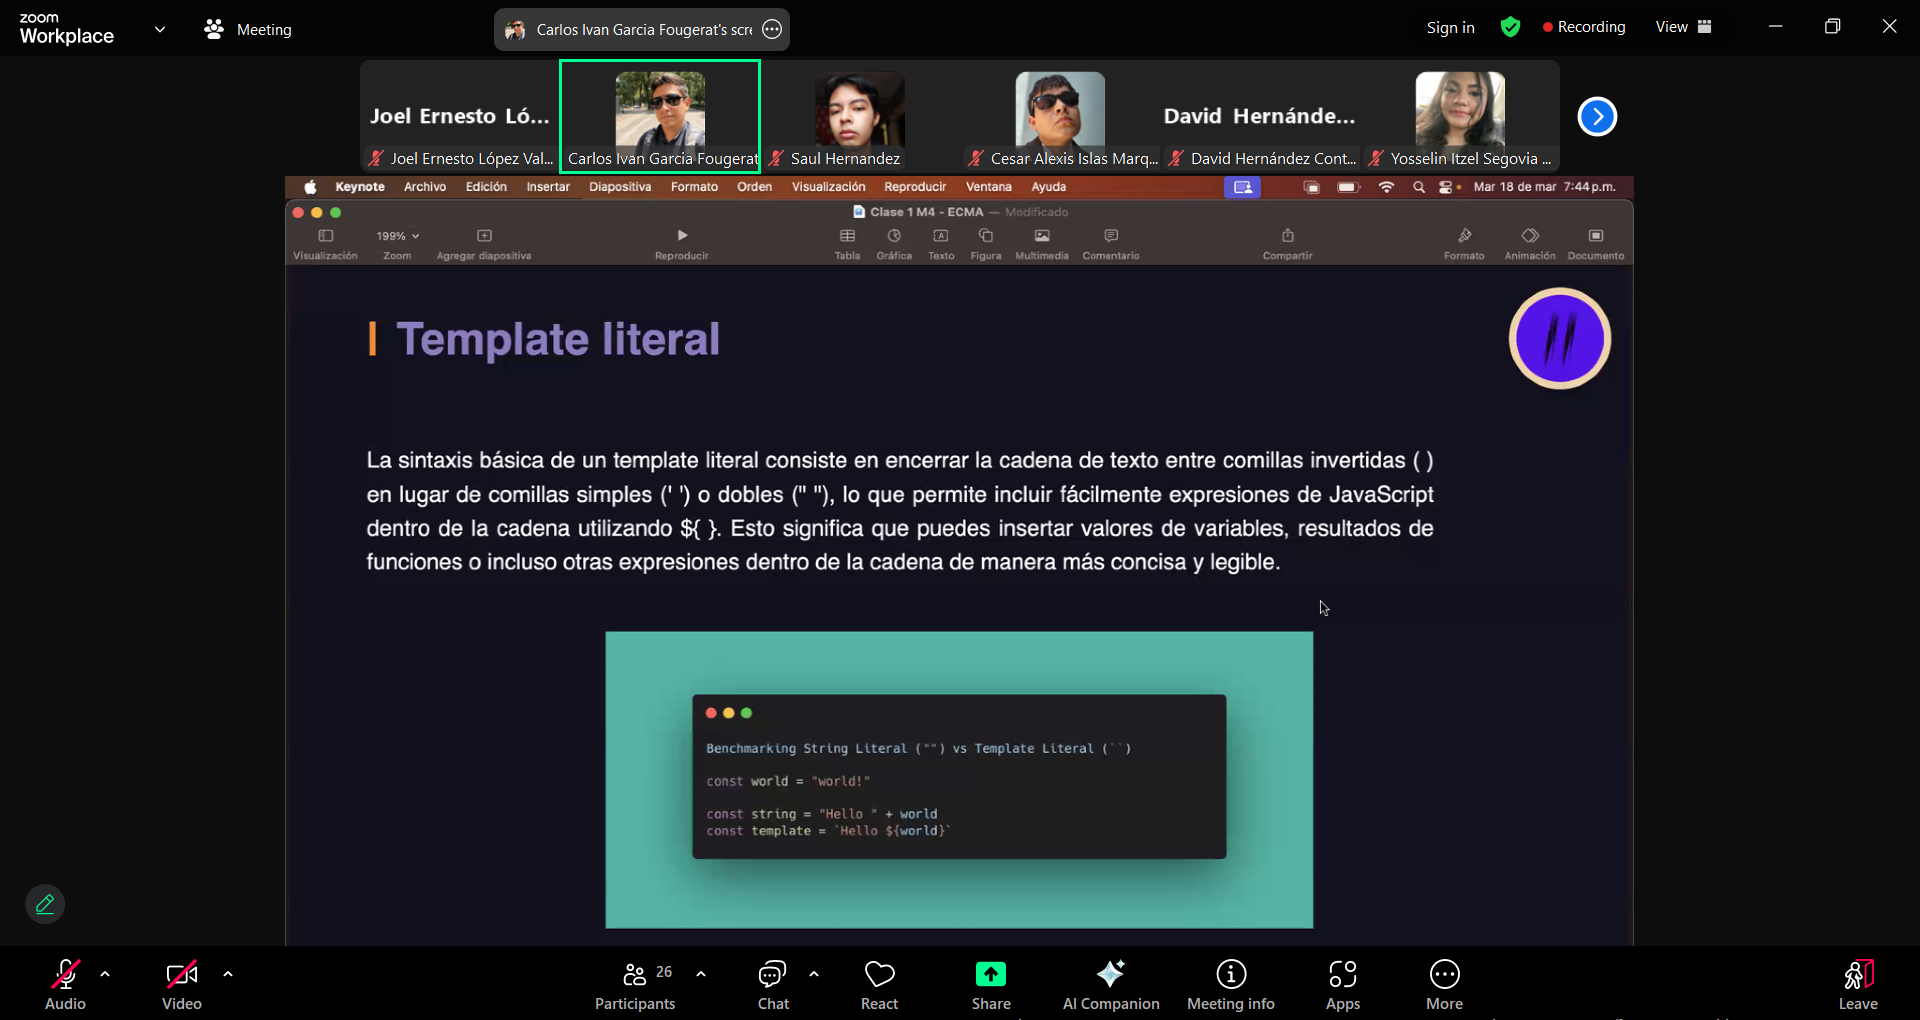 zoom
Workplace
Meeting
Carlos Ivan Garcia Fougerat's scre
Sign in
Recording
View
Joel Ernesto Ló...
David Hernánde...
Joel Ernesto López Val...
Carlos Ivan Garcia Fougerat
Saul Hernandez
Cesar Alexis Islas Marq...
David Hernández Cont...
Yosselin Itzel Segovia ...
Keynote Archivo Edición Insertar Diapositiva Formato Orden Visualización Reproducir Ventana Ayuda Mar 18 de mar 7:44 p.m.
Clase 1 M4 - ECMA — Modificado
199%
Visualización Zoom Agregar diapositiva Reproducir Tabla Gráfica Texto Figura Multimedia Comentario Compartir Formato Animación Documento
Template literal
La sintaxis básica de un template literal consiste en encerrar la cadena de texto entre comillas invertidas ( )
en lugar de comillas simples (' ') o dobles (" "), lo que permite incluir fácilmente expresiones de JavaScript
dentro de la cadena utilizando ${ }. Esto significa que puedes insertar valores de variables, resultados de
funciones o incluso otras expresiones dentro de la cadena de manera más concisa y legible.
Benchmarking String Literal ("") vs Template Literal (``)
const world = "world!"
const string = "Hello " + world
const template = `Hello ${world}`
Audio
Video
26
Participants
Chat
React
Share
AI Companion
Meeting info
Apps
More
Leave